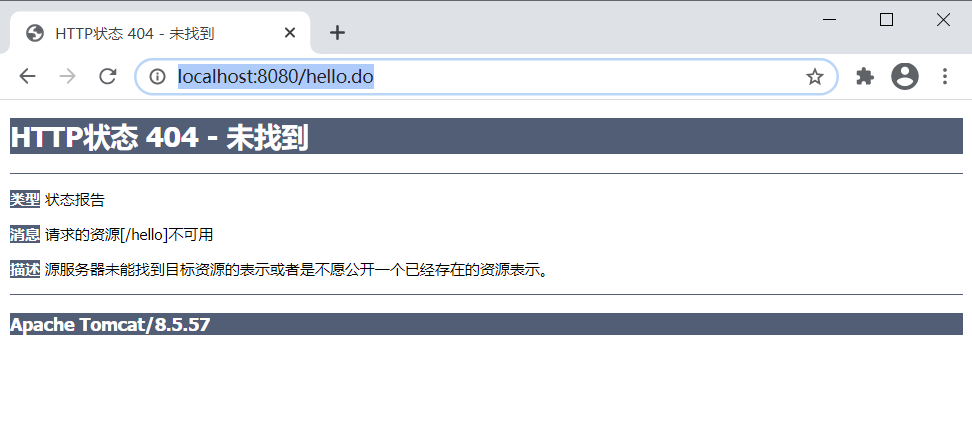 HTTP状态 404 - 未找到
localhost:8080/hello.do
HTTP状态 404 - 未找到
类型 状态报告
消息 请求的资源[/hello]不可用
描述 源服务器未能找到目标资源的表示或者是不愿公开一个已经存在的资源表示。
Apache Tomcat/8.5.57